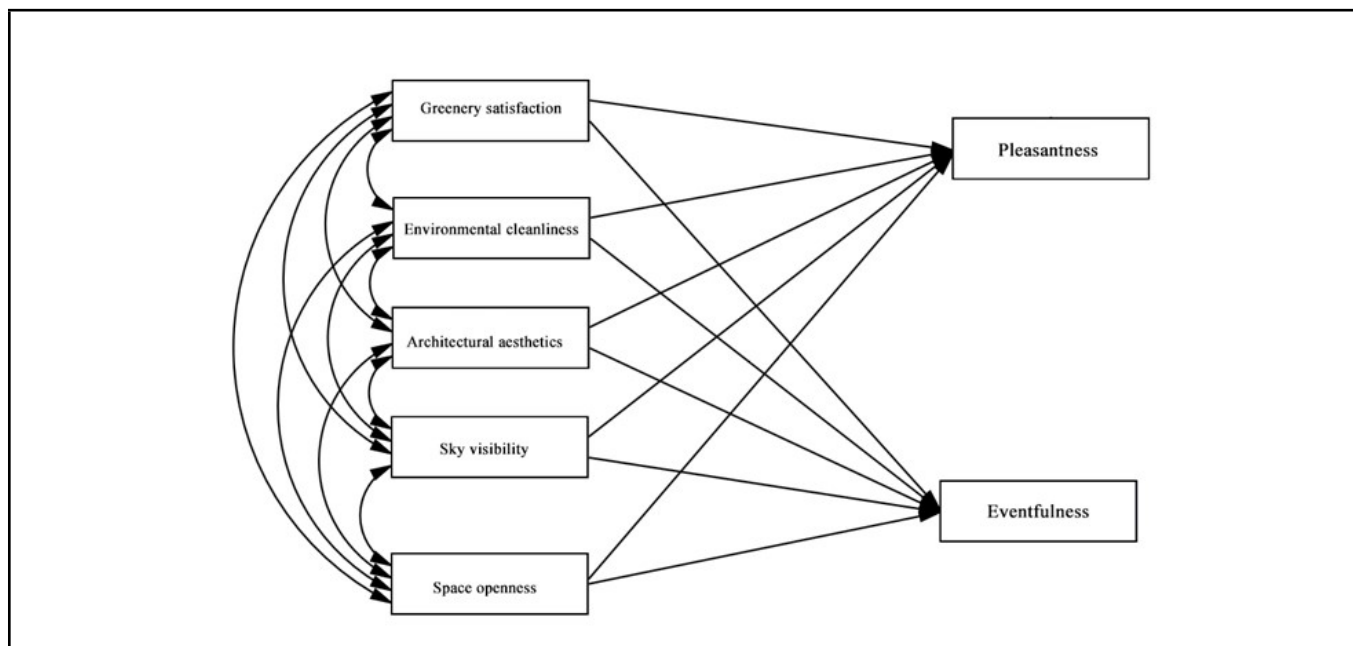 Greenery satisfaction
Pleasantness
Environmental cleanliness
Architectural aesthetics
Sky visibility
Eventfulness
Space openness